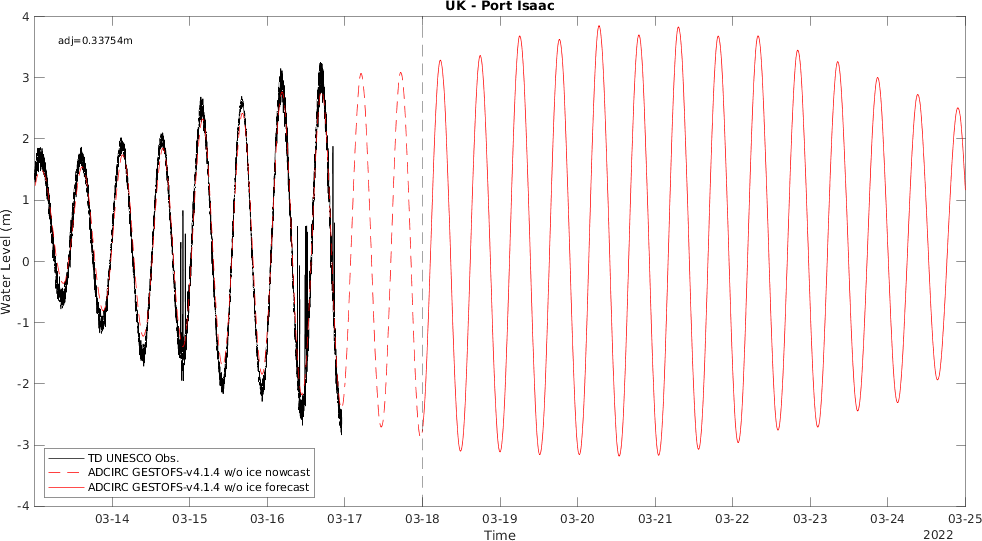 UK - Port Isaac
adj=0.33754m
4
3
2
1
0
-1
-2
-3
-4
Water Level (m)
TD UNESCO Obs.
ADCIRC GESTOFS-v4.1.4 w/o ice nowcast
ADCIRC GESTOFS-v4.1.4 w/o ice forecast
03-14 03-15 03-16 03-17 03-18 03-19 03-20 03-21 03-22 03-23 03-24 03-25
Time
2022